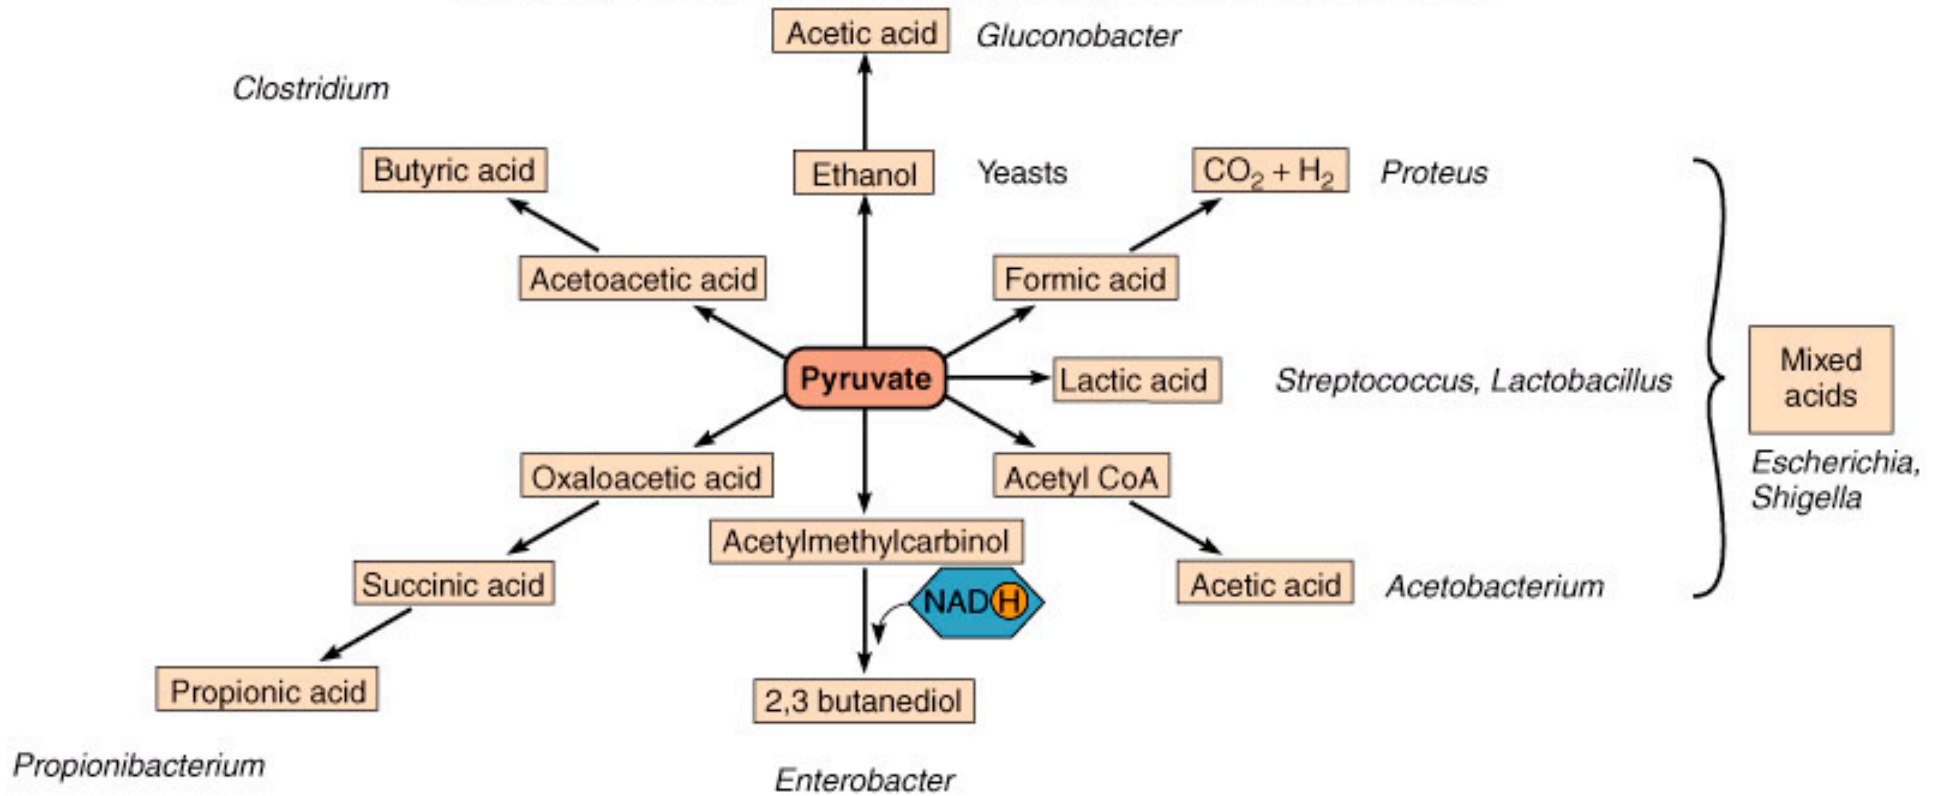 Acetic acid Gluconobacter
Clostridium
Butyric acid
Ethanol Yeasts
CO₂ + H₂ Proteus
Acetoacetic acid
Formic acid
Pyruvate
Lactic acid
Streptococcus, Lactobacillus
Mixed
acids
Escherichia,
Shigella
Oxaloacetic acid
Acetyl CoA
Acetylmethylcarbinol
Succinic acid
NADH
Acetic acid Acetobacterium
Propionic acid
2,3 butanediol
Propionibacterium
Enterobacter